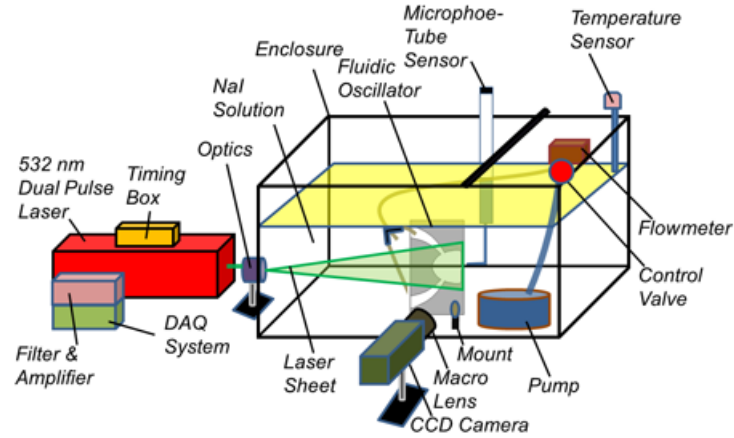 Microphoe-
Tube
Sensor
Temperature
Sensor
Enclosure
Fluidic
Oscillator
NaI
Solution
Optics
532 nm
Dual Pulse
Laser
Timing
Box
Flowmeter
Control
Valve
Filter &
Amplifier
DAQ
System
Laser
Sheet
Mount
Macro
Lens
CCD Camera
Pump